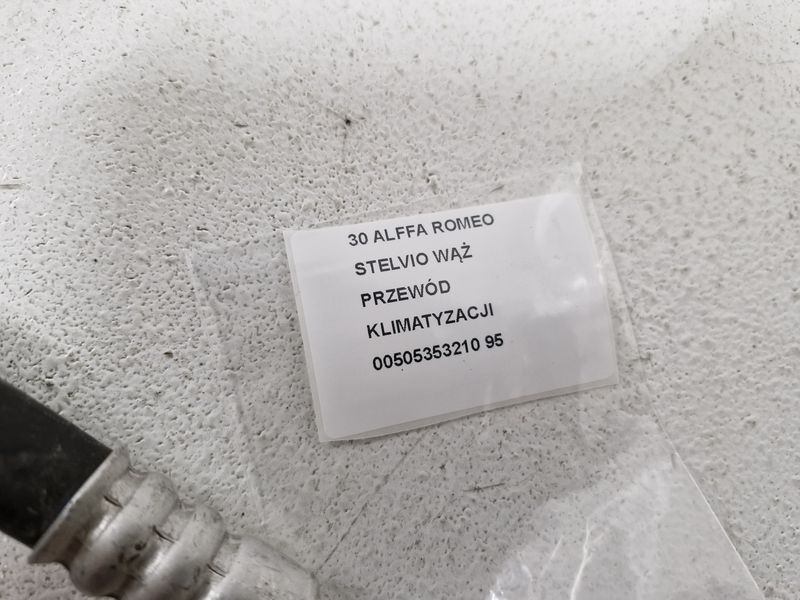 30 ALFFA ROMEO
STELVIO WĄŻ
PRZEWÓD
KLIMATYZACJI
00505353210 95